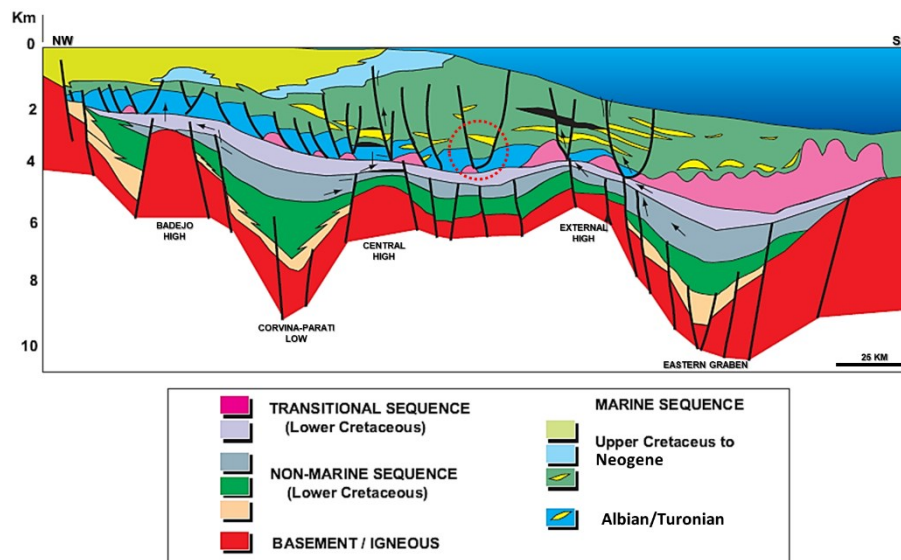 Km
0
NW
S
2
4
6
8
10
BADEJO
HIGH
CORVINA-PARATI
LOW
CENTRAL
HIGH
EXTERNAL
HIGH
EASTERN GRABEN
25 KM
TRANSITIONAL SEQUENCE
(Lower Cretaceous)
NON-MARINE SEQUENCE
(Lower Cretaceous)
BASEMENT / IGNEOUS
MARINE SEQUENCE
Upper Cretaceus to
Neogene
Albian/Turonian